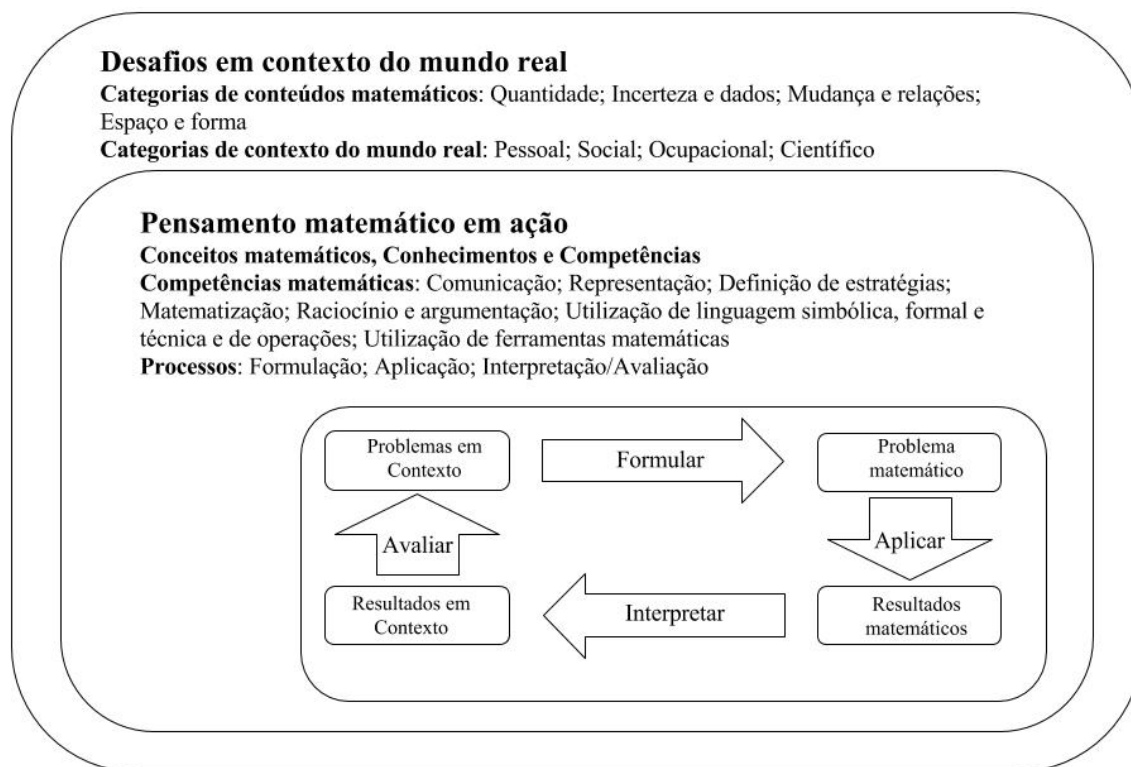 Desafios em contexto do mundo real
Categorias de conteúdos matemáticos: Quantidade; Incerteza e dados; Mudança e relações;
Espaço e forma
Categorias de contexto do mundo real: Pessoal; Social; Ocupacional; Científico
Pensamento matemático em ação
Conceitos matemáticos, Conhecimentos e Competências
Competências matemáticas: Comunicação; Representação; Definição de estratégias;
Matematização; Raciocínio e argumentação; Utilização de linguagem simbólica, formal e
técnica e de operações; Utilização de ferramentas matemáticas
Processos: Formulação; Aplicação; Interpretação/Avaliação
Problemas em
Contexto
Formular
Problema
matemático
Avaliar
Aplicar
Resultados em
Contexto
Interpretar
Resultados
matemáticos